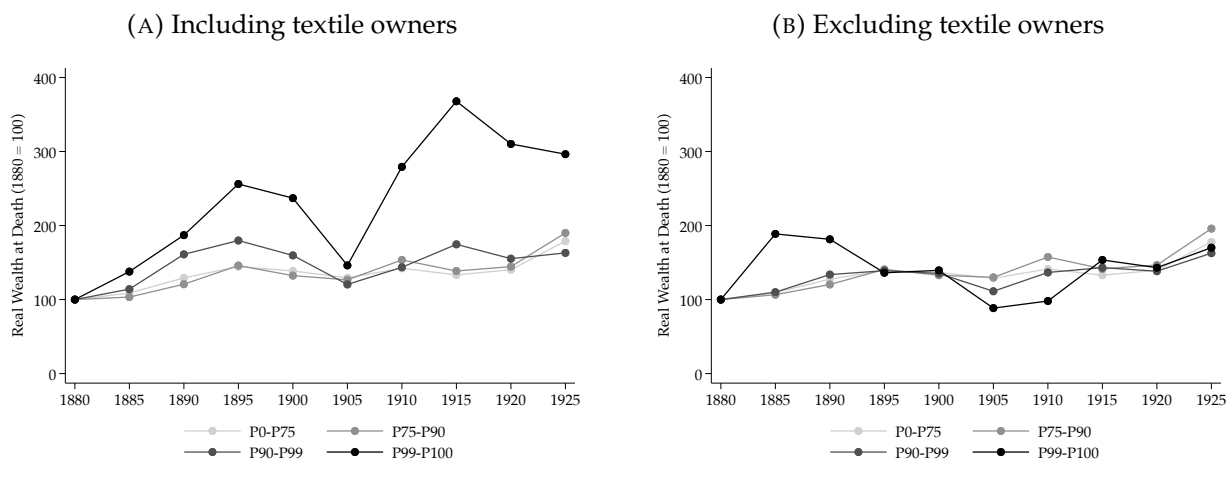 (A) Including textile owners
Real Wealth at Death (1880 = 100)
400
300
200
100
0
1880 1885 1890 1895 1900 1905 1910 1915 1920 1925
P0-P75 P75-P90
P90-P99 P99-P100
(B) Excluding textile owners
Real Wealth at Death (1880 = 100)
400
300
200
100
0
1880 1885 1890 1895 1900 1905 1910 1915 1920 1925
P0-P75 P75-P90
P90-P99 P99-P100